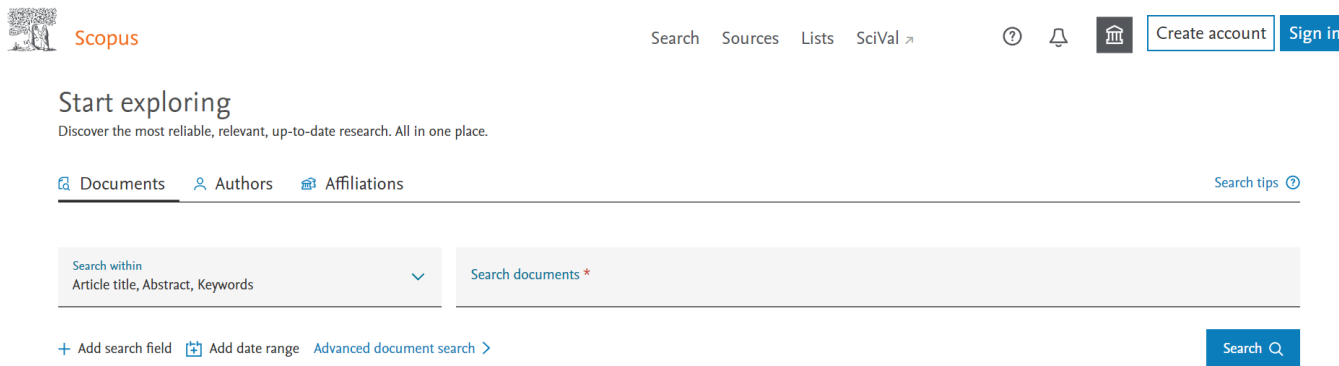 Scopus
Search Sources Lists SciVal ↗
Create account
Sign in
Start exploring
Discover the most reliable, relevant, up-to-date research. All in one place.
Documents Authors Affiliations
Search tips
Search within
Article title, Abstract, Keywords
Search documents *
+ Add search field Add date range Advanced document search >
Search